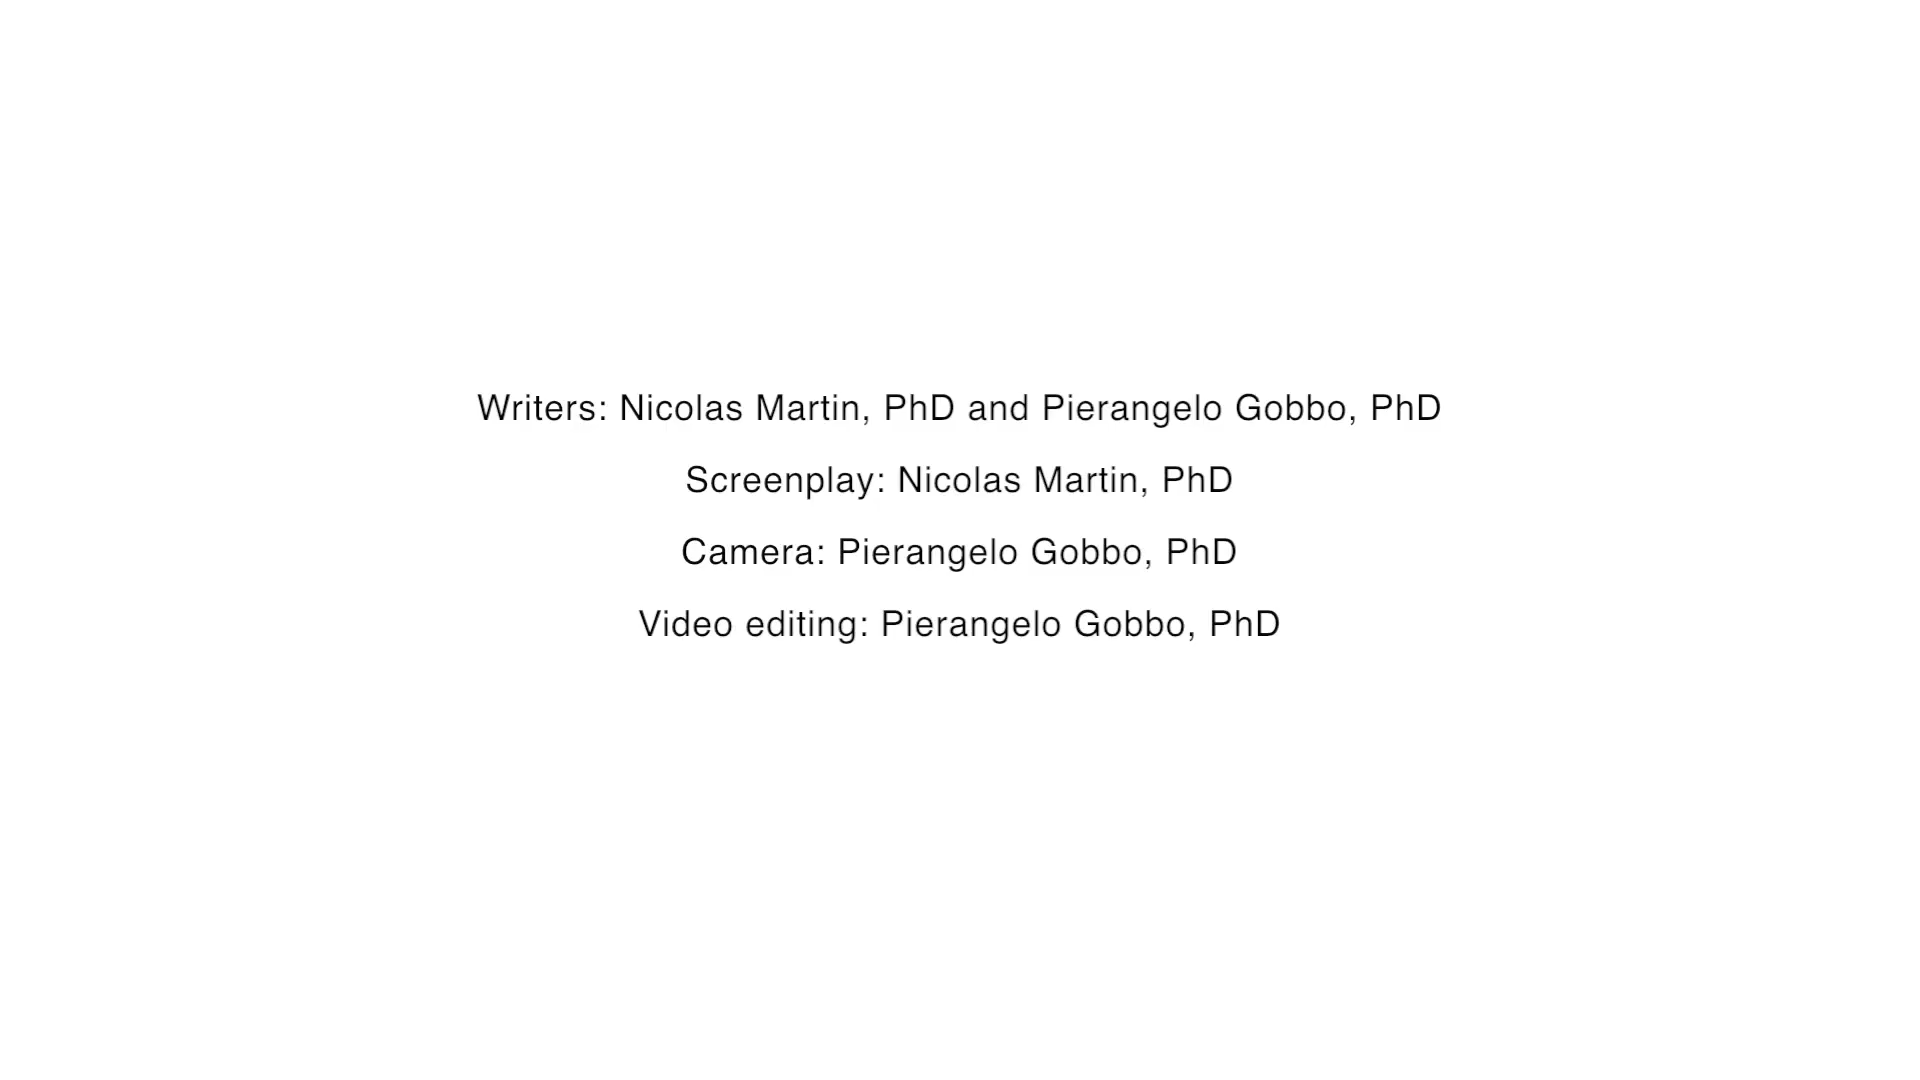 Writers: Nicolas Martin, PhD and Pierangelo Gobbo, PhD
Screenplay: Nicolas Martin, PhD
Camera: Pierangelo Gobbo, PhD
Video editing: Pierangelo Gobbo, PhD